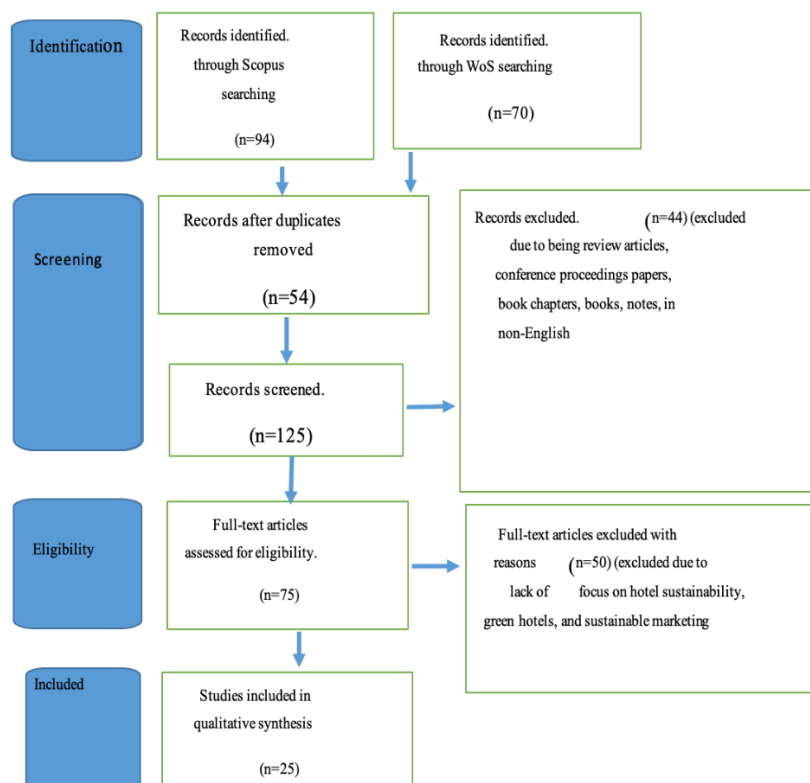 Identification
Records identified.
through Scopus
searching
(n=94)
Records identified.
through WoS searching
(n=70)
Screening
Records after duplicates
removed
(n=54)
Records excluded. (n=44) (excluded
due to being review articles,
conference proceedings papers,
book chapters, books, notes, in
non-English
Records screened.
(n=125)
Eligibility
Full-text articles
assessed for eligibility.
(n=75)
Full-text articles excluded with
reasons (n=50) (excluded due to
lack of focus on hotel sustainability,
green hotels, and sustainable marketing
Included
Studies included in
qualitative synthesis
(n=25)